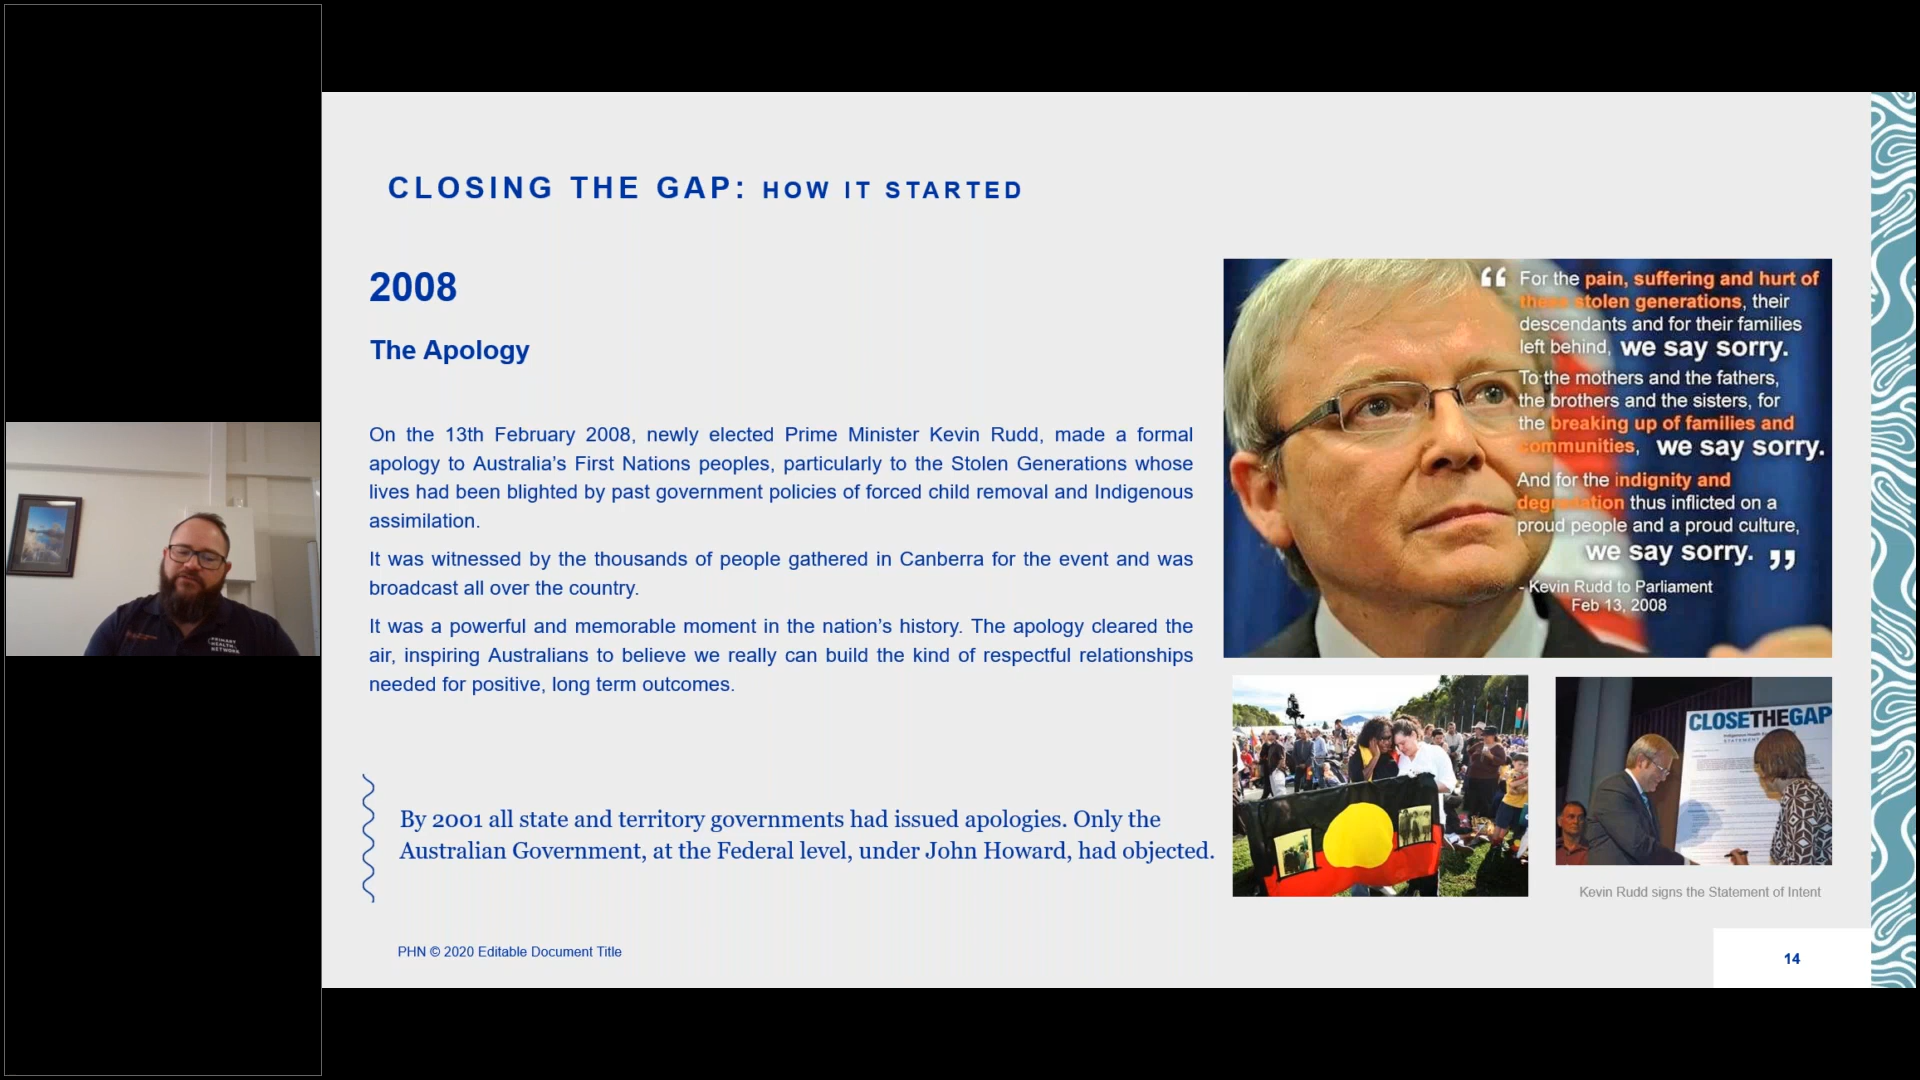 CLOSING THE GAP: HOW IT STARTED
2008
The Apology
On the 13th February 2008, newly elected Prime Minister Kevin Rudd, made a formal
apology to Australia’s First Nations peoples, particularly to the Stolen Generations whose
lives had been blighted by past government policies of forced child removal and Indigenous
assimilation.
It was witnessed by the thousands of people gathered in Canberra for the event and was
broadcast all over the country.
It was a powerful and memorable moment in the nation’s history. The apology cleared the
air, inspiring Australians to believe we really can build the kind of respectful relationships
needed for positive, long term outcomes.
By 2001 all state and territory governments had issued apologies. Only the
Australian Government, at the Federal level, under John Howard, had objected.
“ For the pain, suffering and hurt of
these stolen generations, their
descendants and for their families
left behind, we say sorry.
To the mothers and the fathers,
the brothers and the sisters, for
the breaking up of families and
communities, we say sorry.
And for the indignity and
degradation thus inflicted on a
proud people and a proud culture,
we say sorry. ”
- Kevin Rudd to Parliament
Feb 13, 2008
CLOSETHEGAP
Kevin Rudd signs the Statement of Intent
PHN © 2020 Editable Document Title
14
PRIMARY
HEALTH
NETWORK